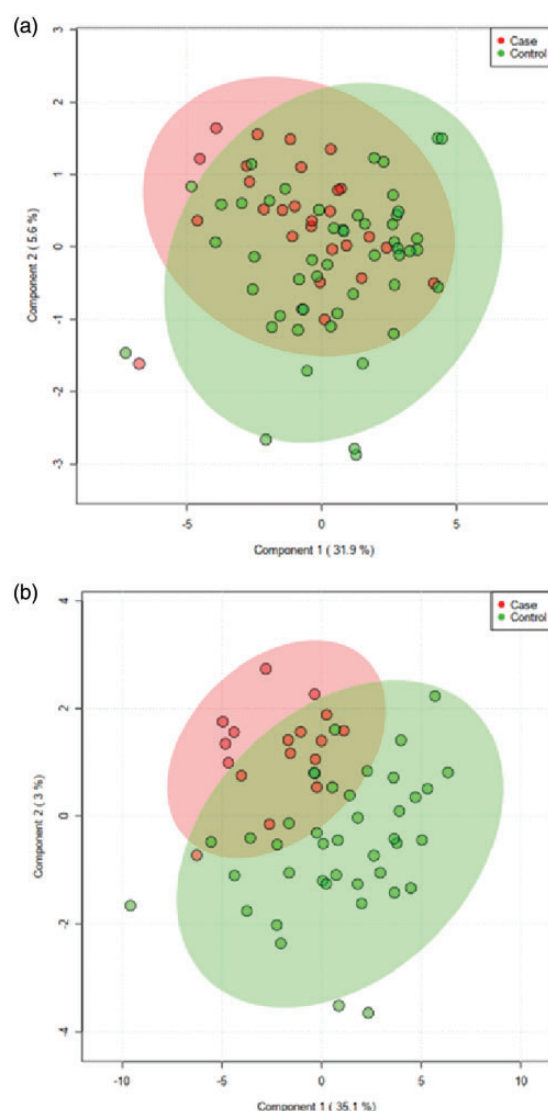 (a)
Case
Control
3
2
1
0
-1
-2
-3
Component 2 ( 5.6 %)
-5
0
5
Component 1 ( 31.9 %)
(b)
Case
Control
4
2
0
-2
-4
Component 2 ( 3 %)
-10
-5
0
5
10
Component 1 ( 35.1 %)